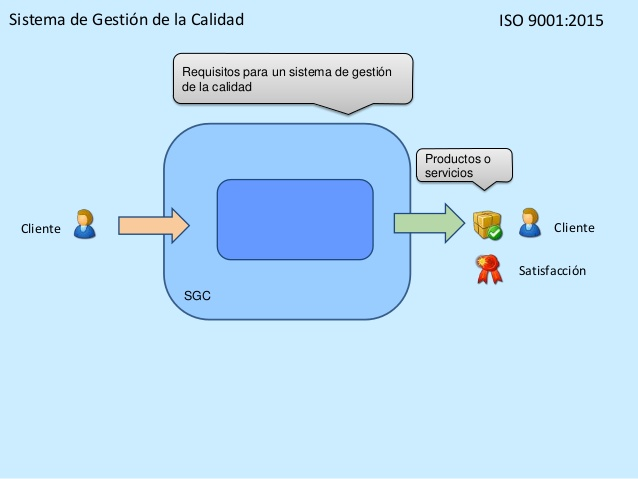 Sistema de Gestión de la Calidad
ISO 9001:2015
Requisitos para un sistema de gestión
de la calidad
Productos o
servicios
Cliente
Cliente
Satisfacción
SGC